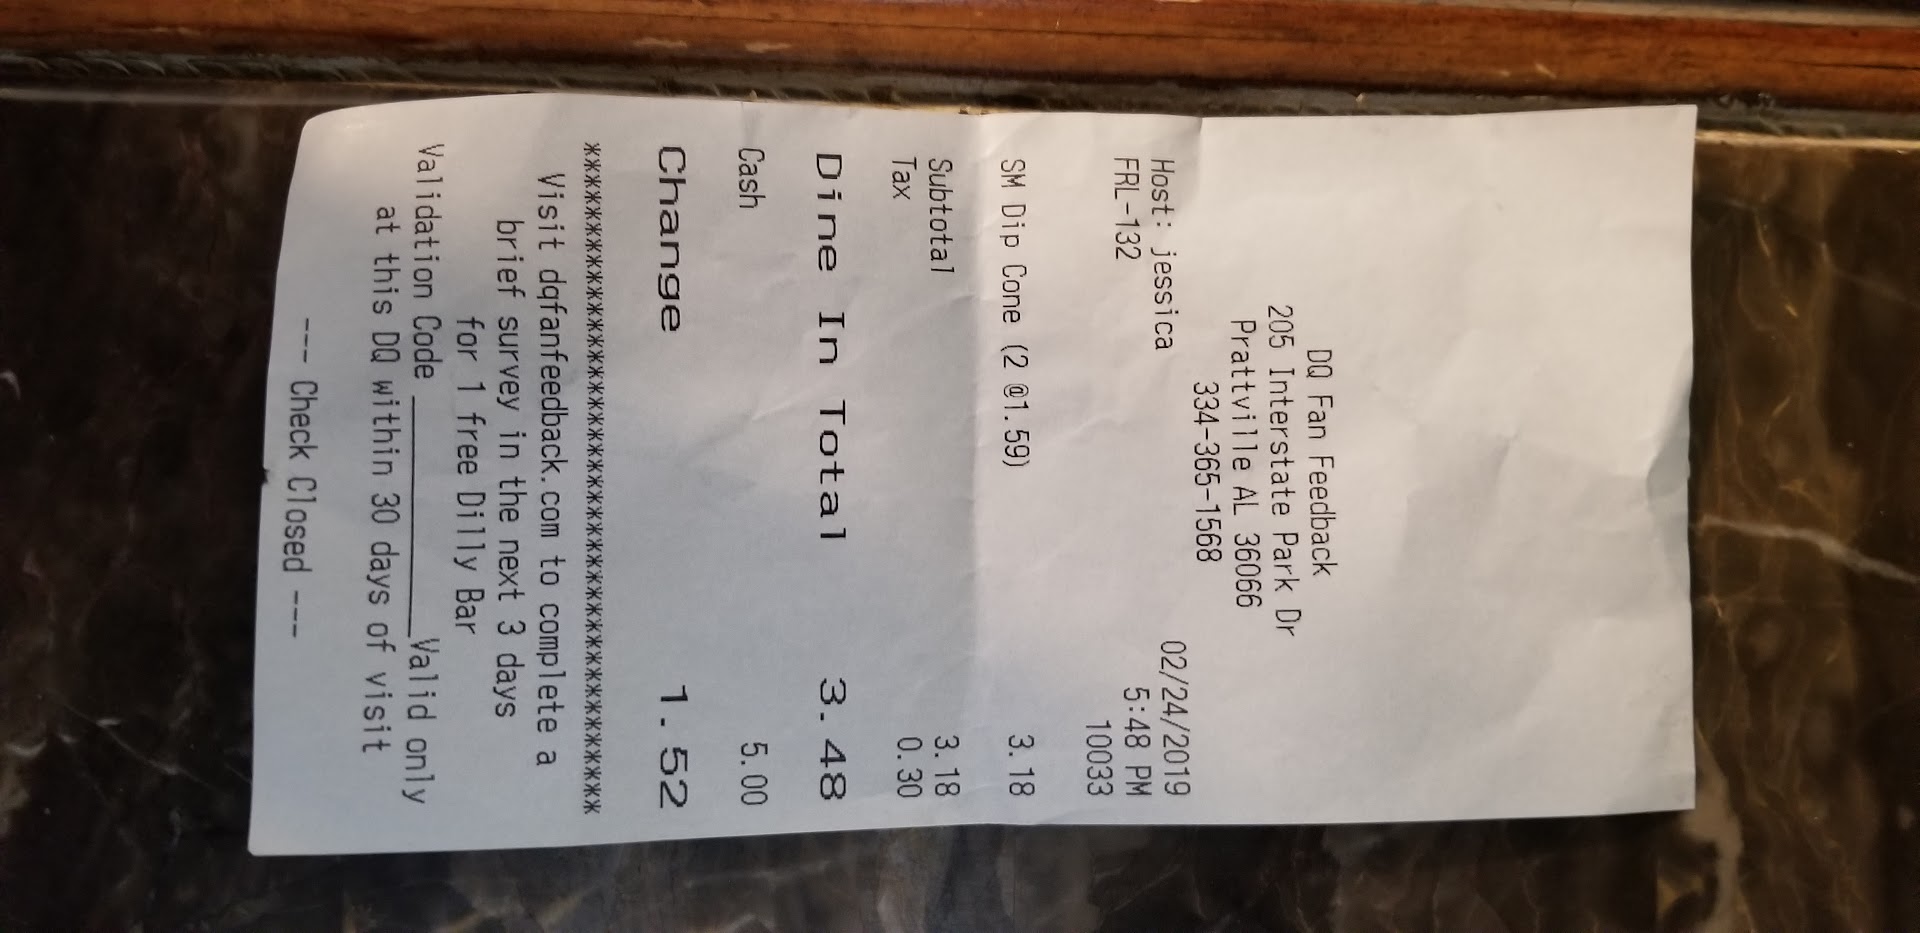 DQ Fan Feedback
205 Interstate Park Dr
Prattville AL 36066
334-365-1568
Host: jessica 02/24/2019
FRL-132 5:48 PM
10033
SM Dip Cone (2 @1.59) 3.18
Subtotal 3.18
Tax 0.30
Dine In Total 3.48
Cash 5.00
Change 1.52
Visit dqfanfeedback.com to complete a
brief survey in the next 3 days
for 1 free Dilly Bar
Validation Code ____________Valid only
at this DQ within 30 days of visit
--- Check Closed ---